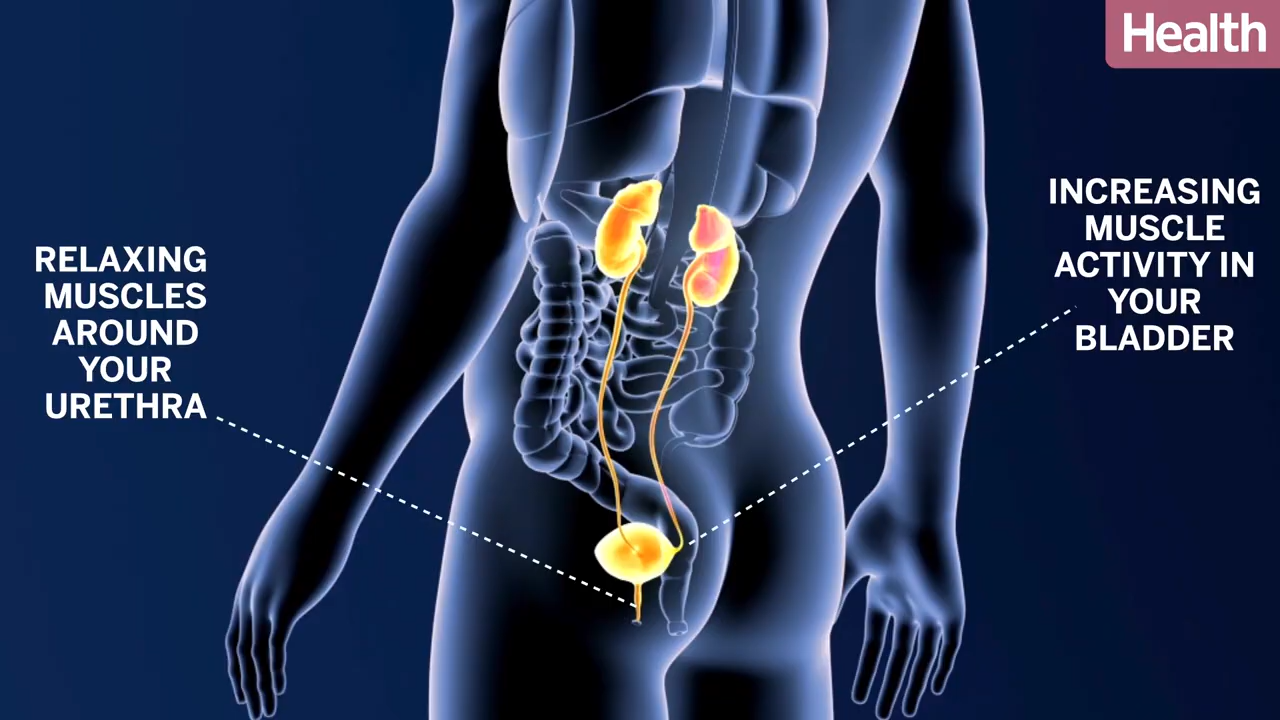 Health
RELAXING
MUSCLES
AROUND
YOUR
URETHRA
INCREASING
MUSCLE
ACTIVITY IN
YOUR
BLADDER